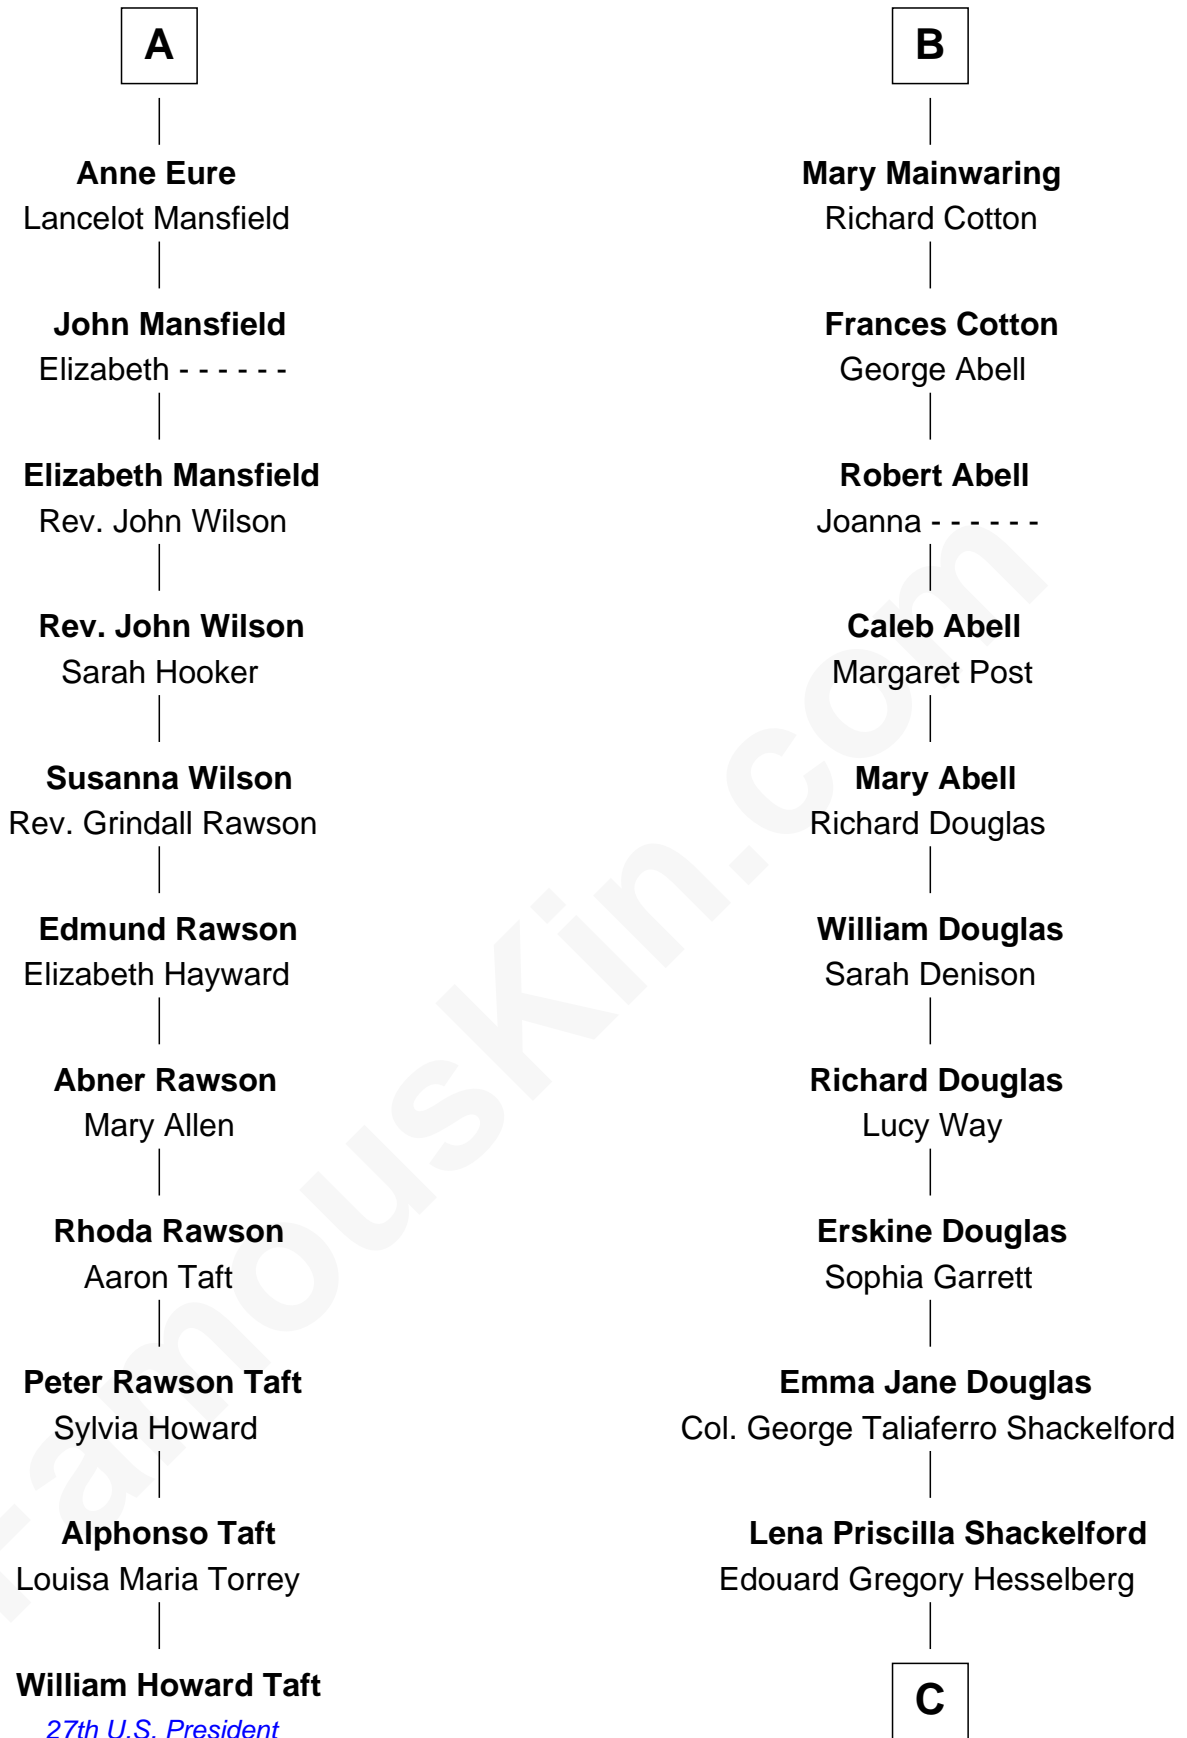 A
Anne Eure
Lancelot Mansfield
John Mansfield
Elizabeth - - - - - -
Elizabeth Mansfield
Rev. John Wilson
Rev. John Wilson
Sarah Hooker
Susanna Wilson
Rev. Grindall Rawson
Edmund Rawson
Elizabeth Hayward
Abner Rawson
Mary Allen
Rhoda Rawson
Aaron Taft
Peter Rawson Taft
Sylvia Howard
Alphonso Taft
Louisa Maria Torrey
William Howard Taft
27th U.S. President
B
Mary Mainwaring
Richard Cotton
Frances Cotton
George Abell
Robert Abell
Joanna - - - - - -
Caleb Abell
Margaret Post
Mary Abell
Richard Douglas
William Douglas
Sarah Denison
Richard Douglas
Lucy Way
Erskine Douglas
Sophia Garrett
Emma Jane Douglas
Col. George Taliaferro Shackelford
Lena Priscilla Shackelford
Edouard Gregory Hesselberg
C
FamousKin.com